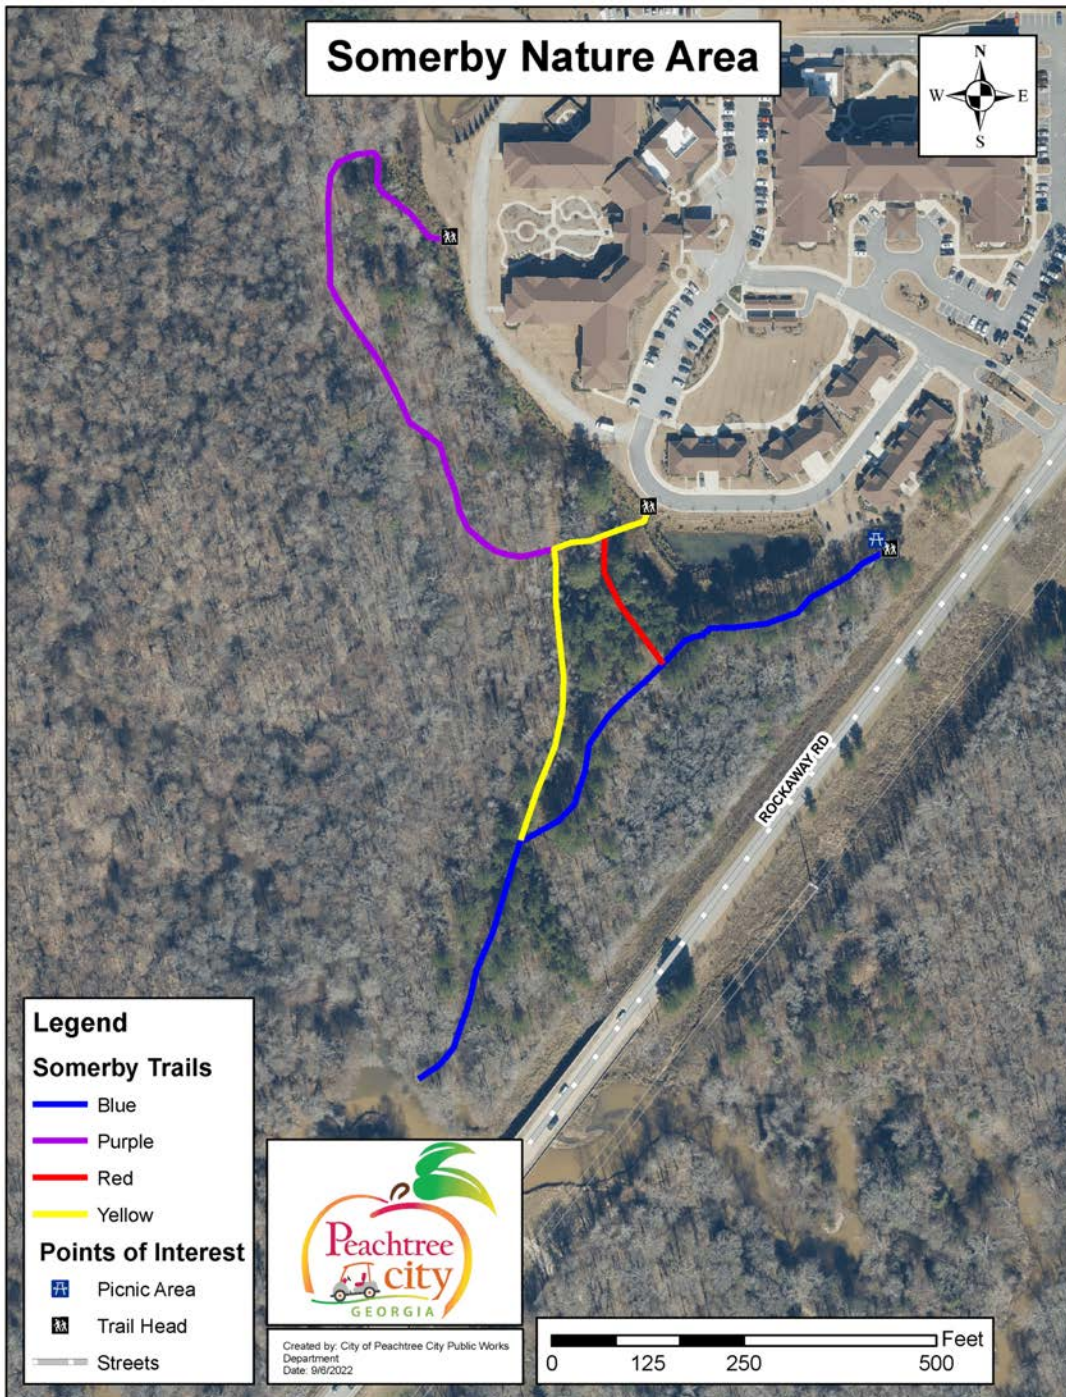 Somerby Nature Area
N
W E
S
ROCKAWAY RD
Legend
Somerby Trails
Blue
Purple
Red
Yellow
Points of Interest
Picnic Area
Trail Head
Streets
Peachtree
city
GEORGIA
Created by: City of Peachtree City Public Works
Department
Date: 9/6/2022
Feet
0 125 250 500